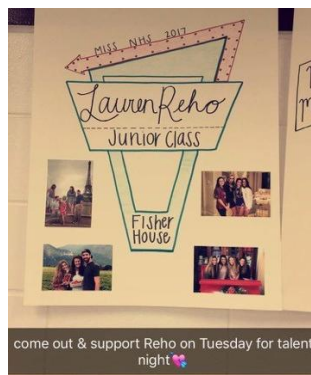 MISS NHS 2017
Lauren Reho
Junior Class
Fisher
House
come out & support Reho on Tuesday for talent
night💘